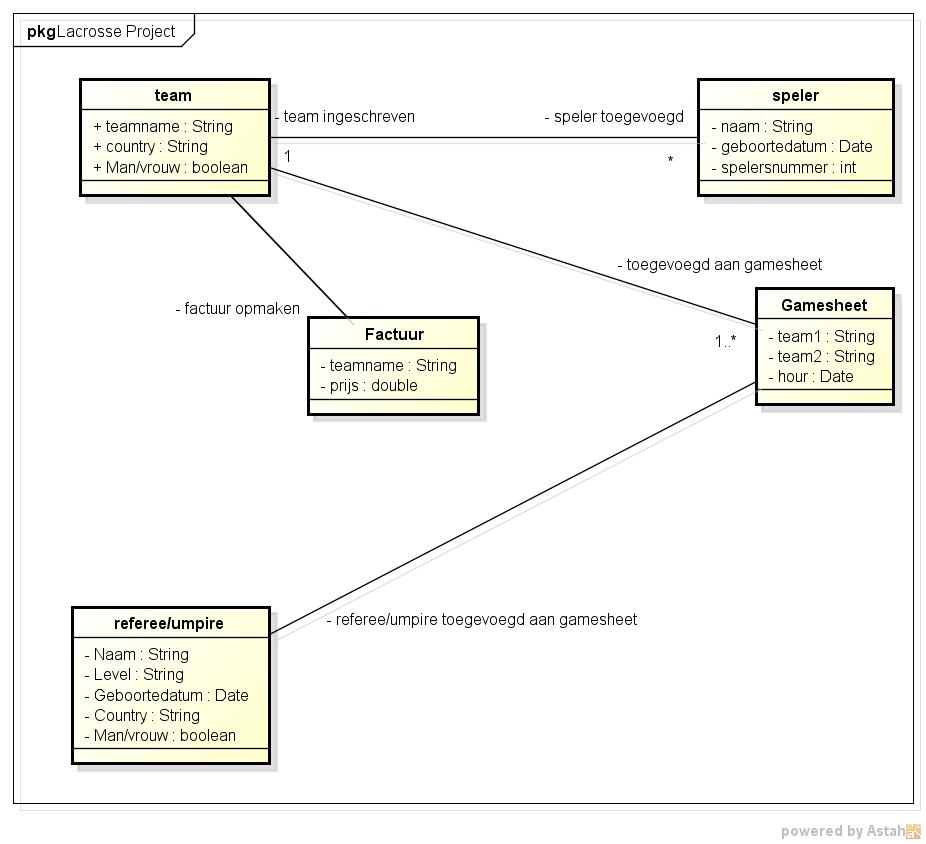 pkg Lacrosse Project
team
+ teamname : String
+ country : String
+ Man/vrouw : boolean
- team ingeschreven
- speler toegevoegd
1
*
speler
- naam : String
- geboortedatum : Date
- spelersnummer : int
- toegevoegd aan gamesheet
1..*
- factuur opmaken
Factuur
- teamname : String
- prijs : double
Gamesheet
- team1 : String
- team2 : String
- hour : Date
referee/umpire
- Naam : String
- Level : String
- Geboortedatum : Date
- Country : String
- Man/vrouw : boolean
- referee/umpire toegevoegd aan gamesheet
powered by Astah